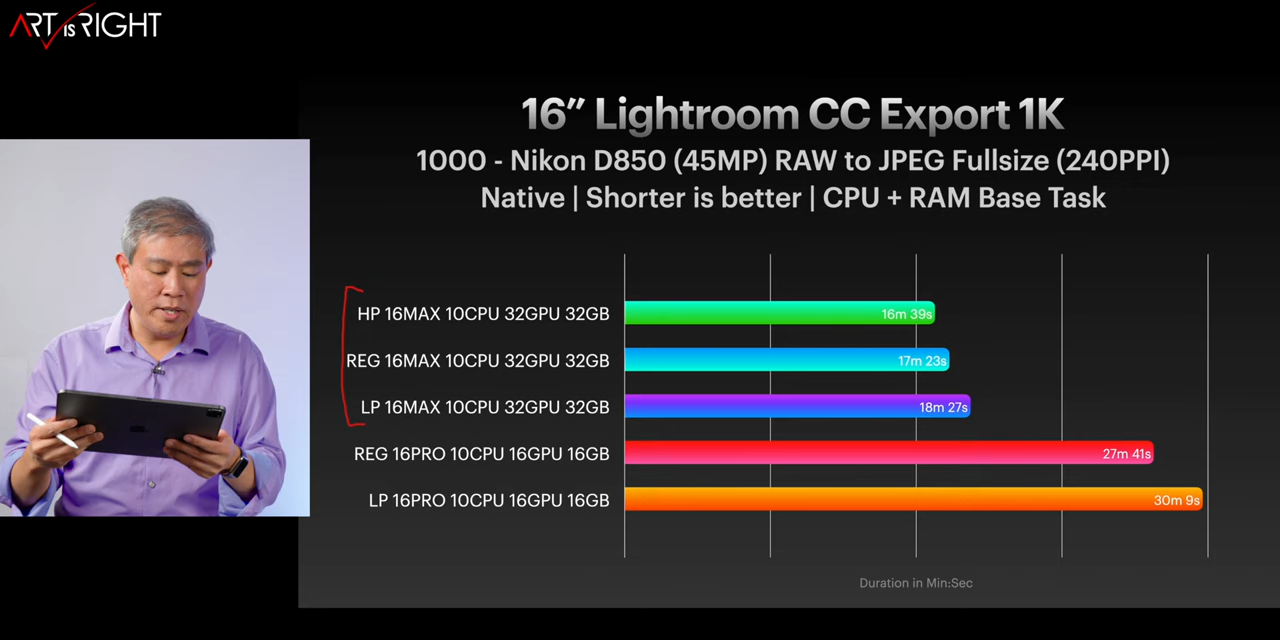 ART IS RIGHT
16” Lightroom CC Export 1K
1000 - Nikon D850 (45MP) RAW to JPEG Fullsize (240PPI)
Native | Shorter is better | CPU + RAM Base Task
HP 16MAX 10CPU 32GPU 32GB 16m 39s
REG 16MAX 10CPU 32GPU 32GB 17m 23s
LP 16MAX 10CPU 32GPU 32GB 18m 27s
REG 16PRO 10CPU 16GPU 16GB 27m 41s
LP 16PRO 10CPU 16GPU 16GB 30m 9s
Duration in Min:Sec